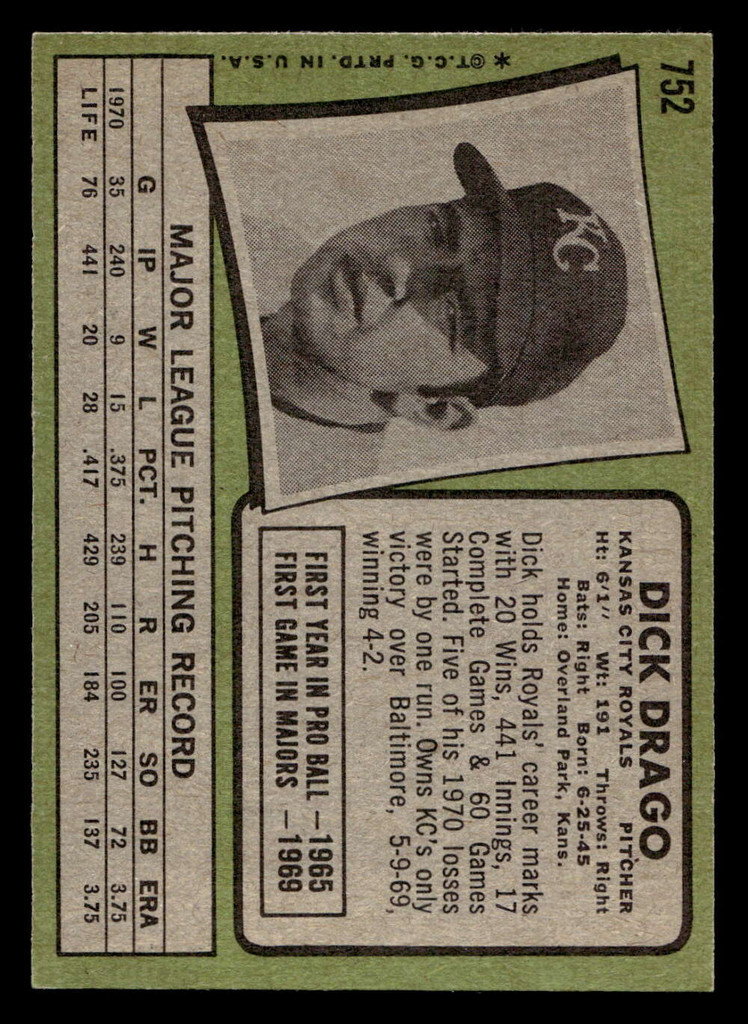 752
* ©T.C.G. PRTD. IN U.S.A.
KC
DICK DRAGO
KANSAS CITY ROYALS PITCHER
Ht: 6'1" Wt: 191 Throws: Right
Bats: Right Born: 6-25-45
Home: Overland Park, Kans.
Dick holds Royals' career marks
with 20 Wins, 441 Innings, 17
Complete Games & 60 Games
Started. Five of his 1970 losses
were by one run. Owns KC's only
victory over Baltimore, 5-9-69,
winning 4-2.
FIRST YEAR IN PRO BALL —1965
FIRST GAME IN MAJORS —1969
MAJOR LEAGUE PITCHING RECORD
G IP W L PCT. H R ER SO BB ERA
1970 35 240 9 15 .375 239 110 100 127 72 3.75
LIFE 76 441 20 28 .417 429 205 184 235 137 3.75